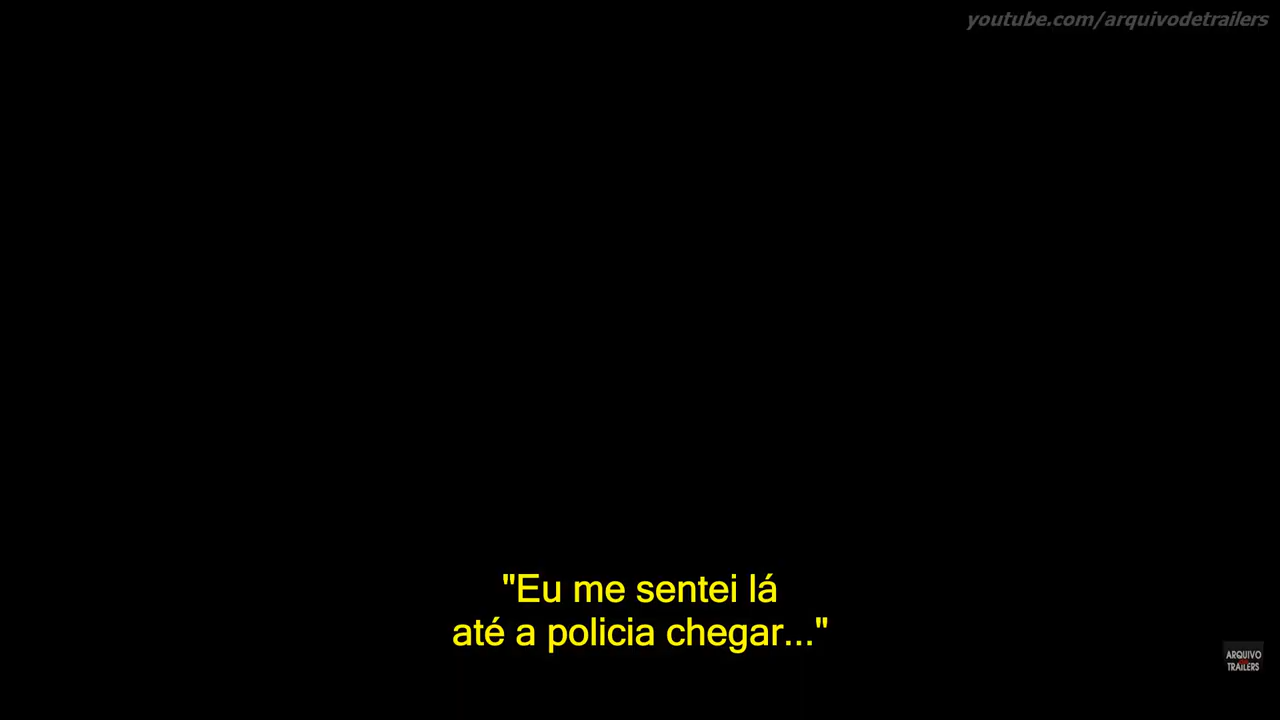 youtube.com/arquivodetrailers
"Eu me sentei lá
até a policia chegar..."
ARQUIVO
TRAILERS